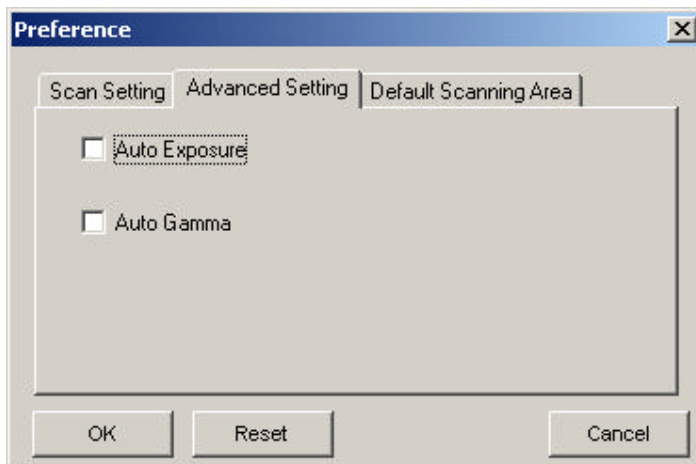 Preference
Scan Setting Advanced Setting Default Scanning Area
Auto Exposure
Auto Gamma
OK Reset Cancel